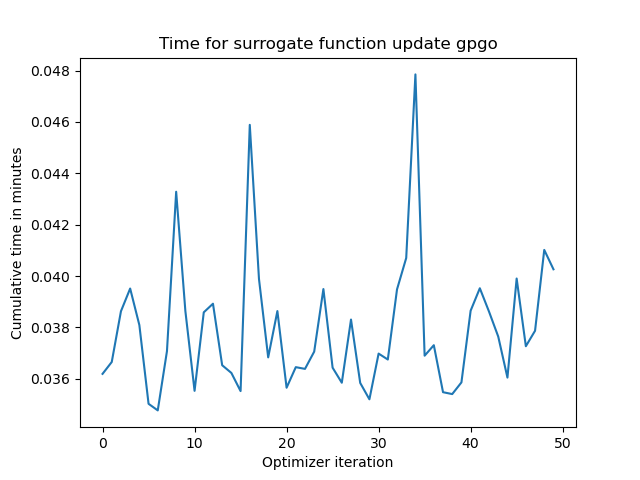 Time for surrogate function update gpgo
Cumulative time in minutes
0.048
0.046
0.044
0.042
0.040
0.038
0.036
0 10 20 30 40 50
Optimizer iteration